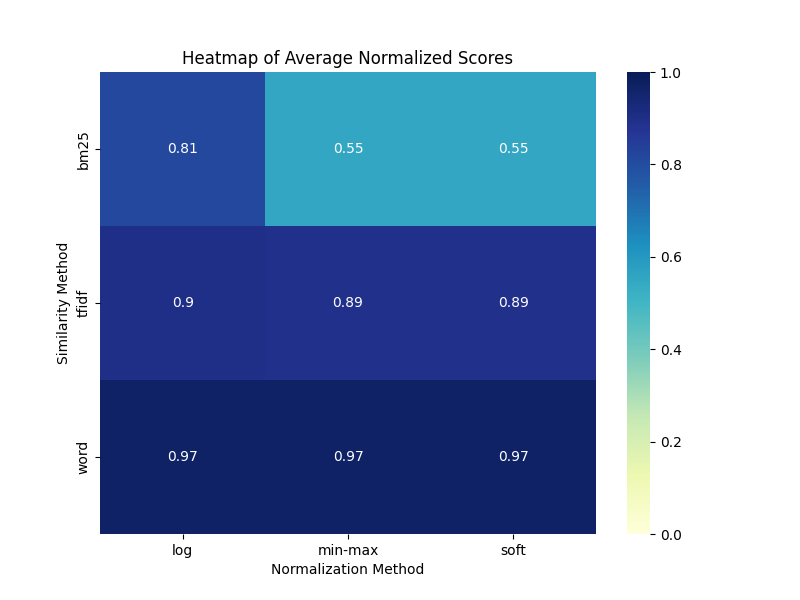 Heatmap of Average Normalized Scores
Similarity Method
bm25
0.81 0.55 0.55
tfidf
0.9 0.89 0.89
word
0.97 0.97 0.97
log min-max soft
Normalization Method
1.0
0.8
0.6
0.4
0.2
0.0